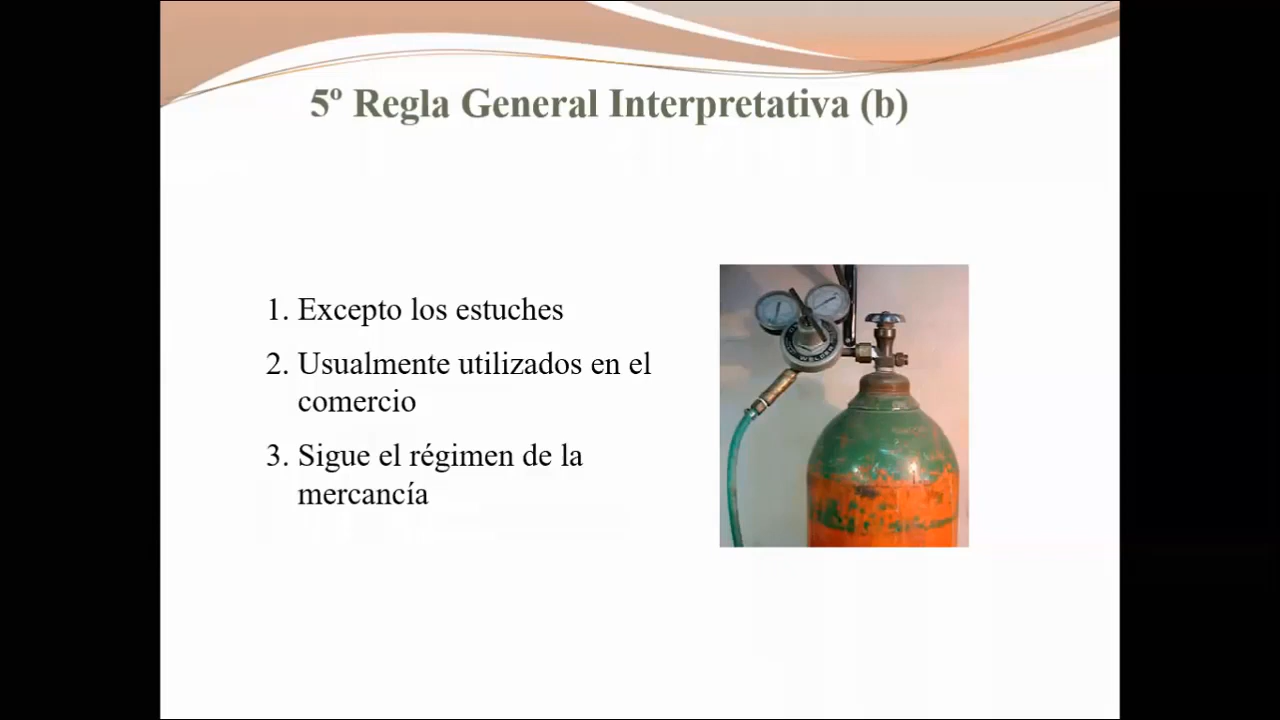 5º Regla General Interpretativa (b)
1. Excepto los estuches
2. Usualmente utilizados en el
comercio
3. Sigue el régimen de la
mercancía